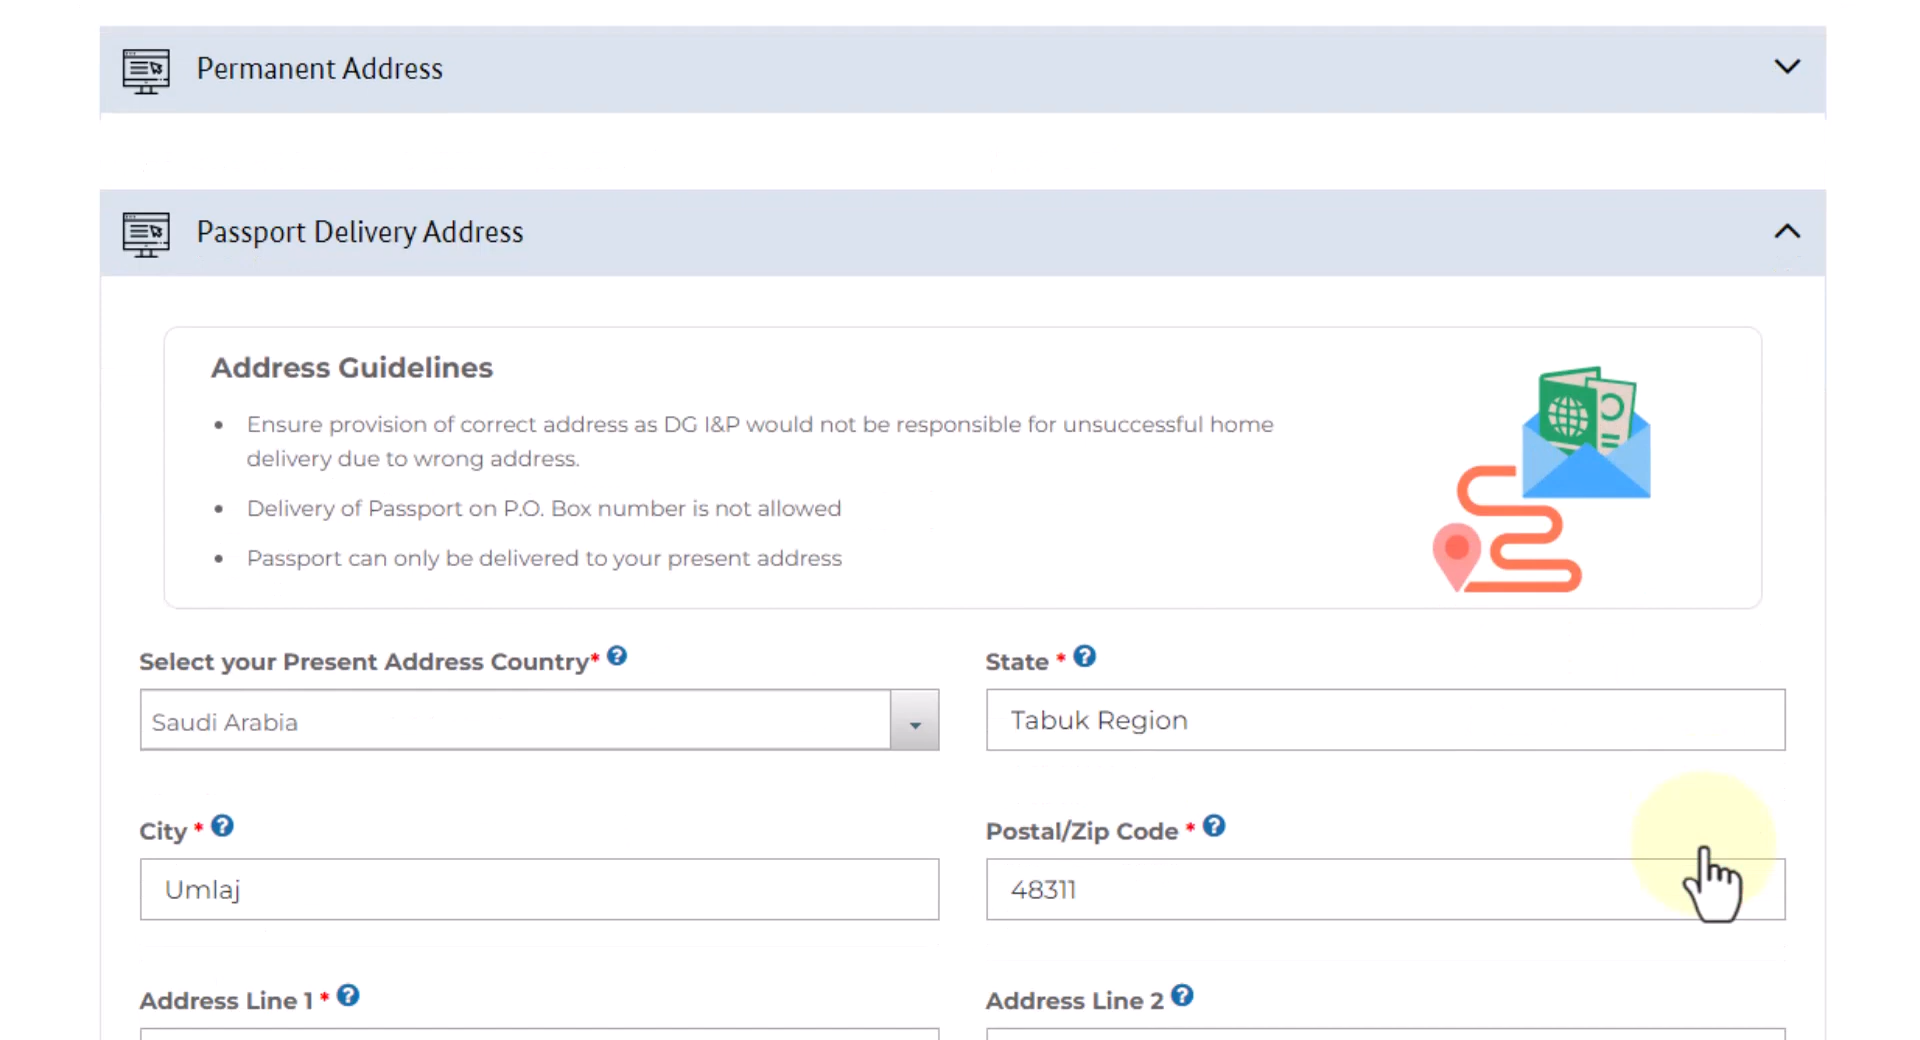 Permanent Address
Passport Delivery Address
Address Guidelines
• Ensure provision of correct address as DG I&P would not be responsible for unsuccessful home
delivery due to wrong address.
• Delivery of Passport on P.O. Box number is not allowed
• Passport can only be delivered to your present address
Select your Present Address Country* ?
State * ?
Saudi Arabia
Tabuk Region
City * ?
Postal/Zip Code * ?
Umlaj
48311
Address Line 1 * ?
Address Line 2 ?